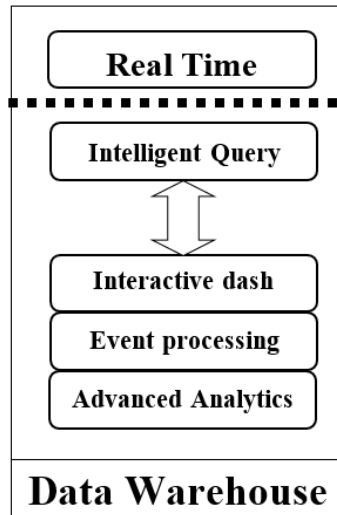 Real Time
Intelligent Query
Interactive dash
Event processing
Advanced Analytics
Data Warehouse